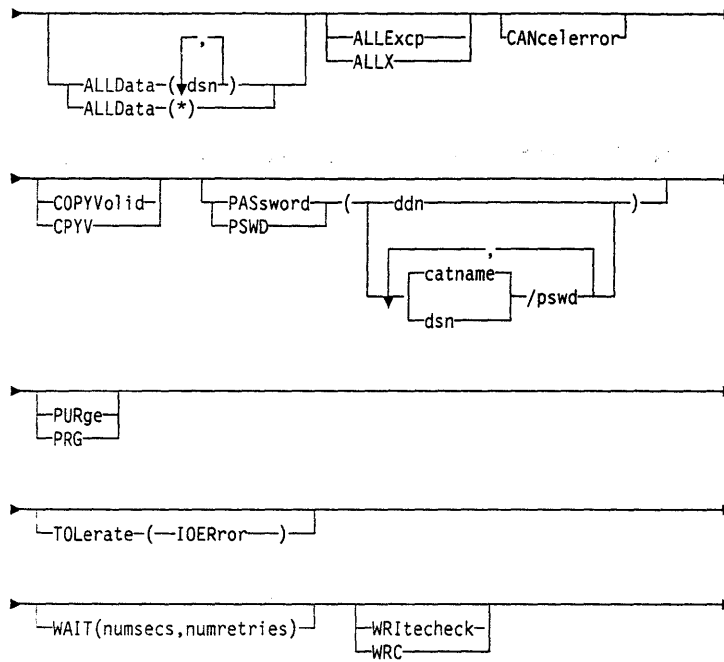 ,
ALLExcp CANcelerror
ALLData (dsn) ALLX
ALLData (*)
COPYVolid PASsword ( ddn )
CPYV PSWD
,
catname
/pswd
dsn
PURge
PRG
TOLerate (IOERror)
WAIT(numsecs,numretries) WRItecheck
WRC